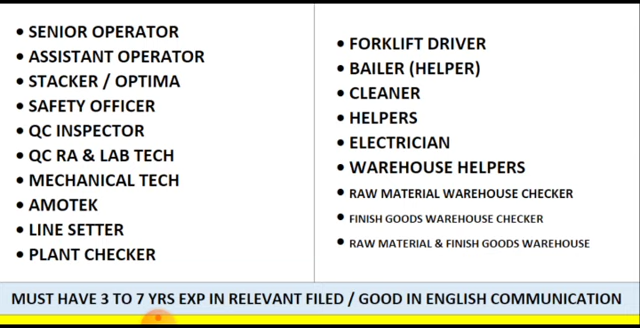 • SENIOR OPERATOR
• ASSISTANT OPERATOR
• STACKER / OPTIMA
• SAFETY OFFICER
• QC INSPECTOR
• QC RA & LAB TECH
• MECHANICAL TECH
• AMOTEK
• LINE SETTER
• PLANT CHECKER
• FORKLIFT DRIVER
• BAILER (HELPER)
• CLEANER
• HELPERS
• ELECTRICIAN
• WAREHOUSE HELPERS
• RAW MATERIAL WAREHOUSE CHECKER
• FINISH GOODS WAREHOUSE CHECKER
• RAW MATERIAL & FINISH GOODS WAREHOUSE
MUST HAVE 3 TO 7 YRS EXP IN RELEVANT FILED / GOOD IN ENGLISH COMMUNICATION